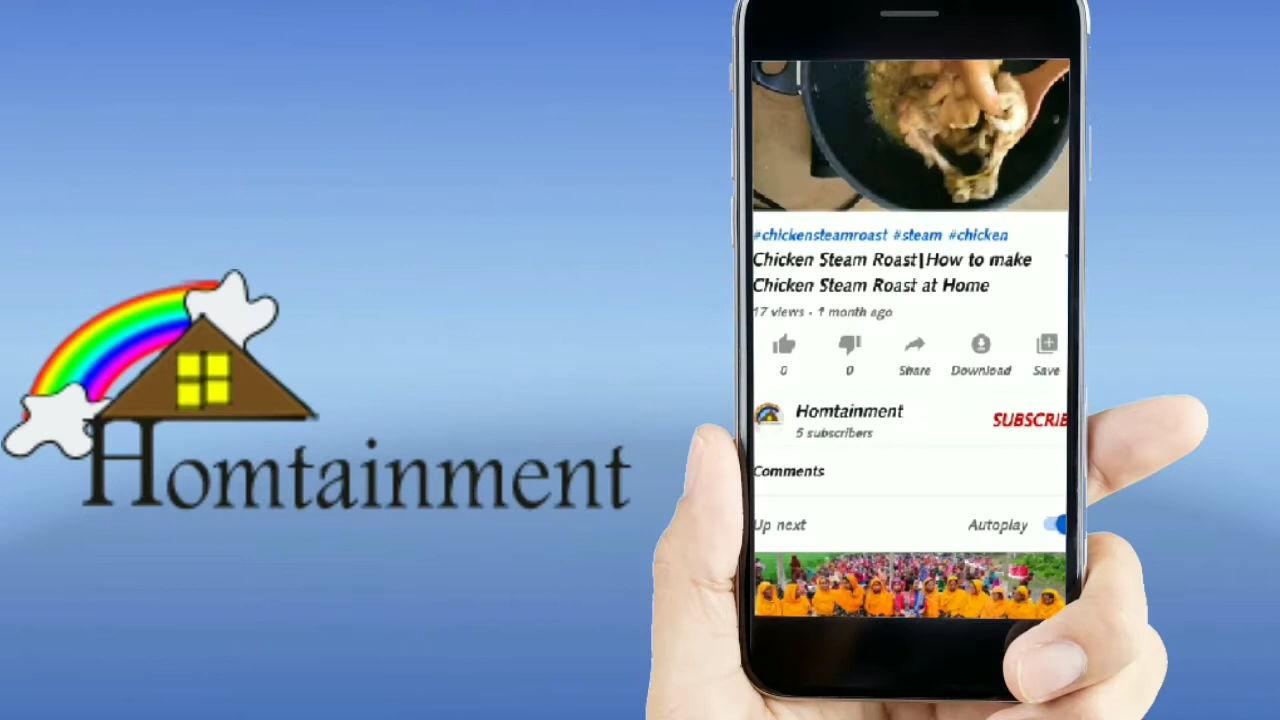 Homtainment
#chickensteamroast #steam #chicken
Chicken Steam Roast|How to make
Chicken Steam Roast at Home
17 views · 1 month ago
0
0
Share
Download
Save
Homtainment
SUBSCRIB
5 subscribers
Comments
Up next
Autoplay